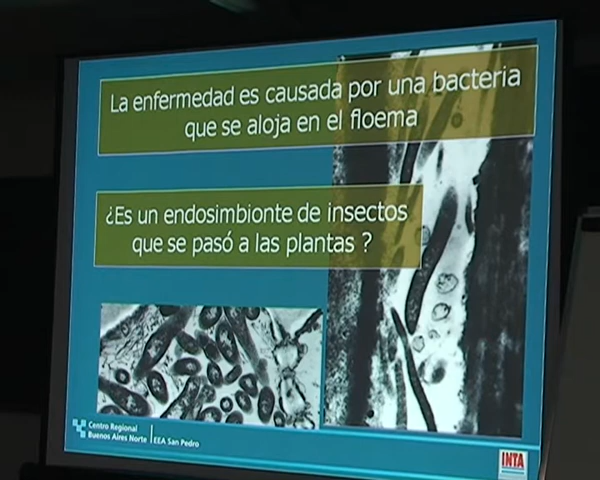 La enfermedad es causada por una bacteria
que se aloja en el floema
¿Es un endosimbionte de insectos
que se pasó a las plantas ?
Centro Regional
Buenos Aires Norte
EEA San Pedro
INTA